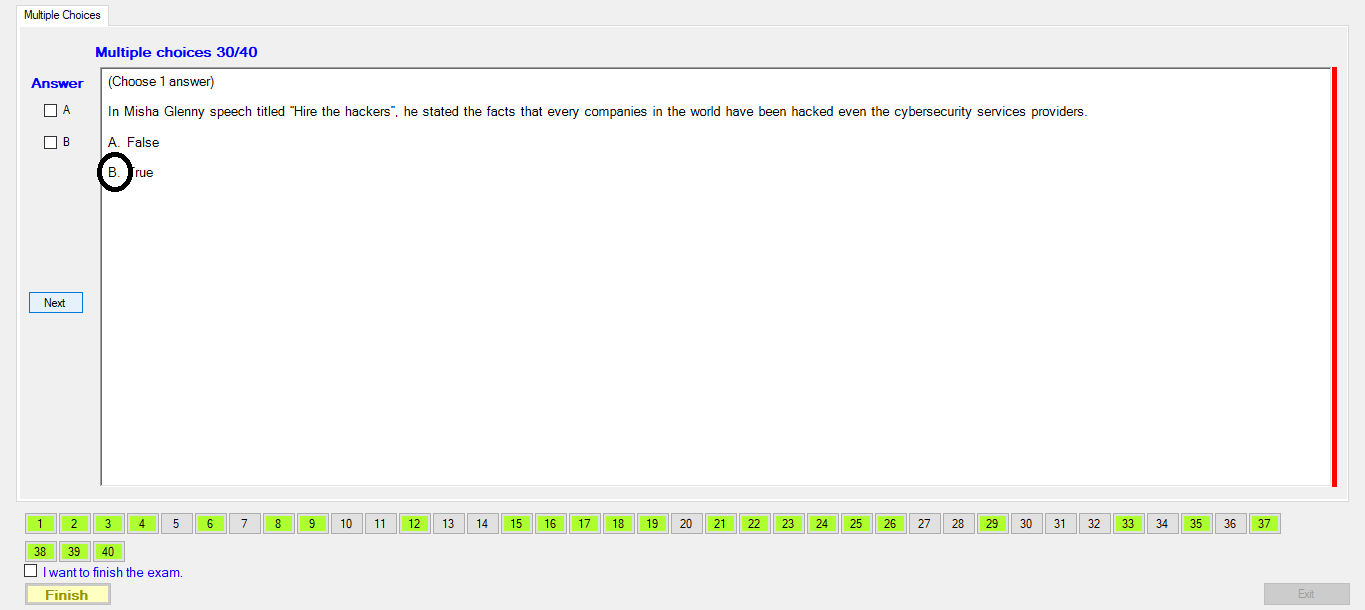 Multiple Choices
Multiple choices 30/40
Answer
(Choose 1 answer)
A
In Misha Glenny speech titled "Hire the hackers", he stated the facts that every companies in the world have been hacked even the cybersecurity services providers.
B
A. False
B. True
Next
1 2 3 4 5 6 7 8 9 10 11 12 13 14 15 16 17 18 19 20 21 22 23 24 25 26 27 28 29 30 31 32 33 34 35 36 37
38 39 40
I want to finish the exam.
Finish
Exit